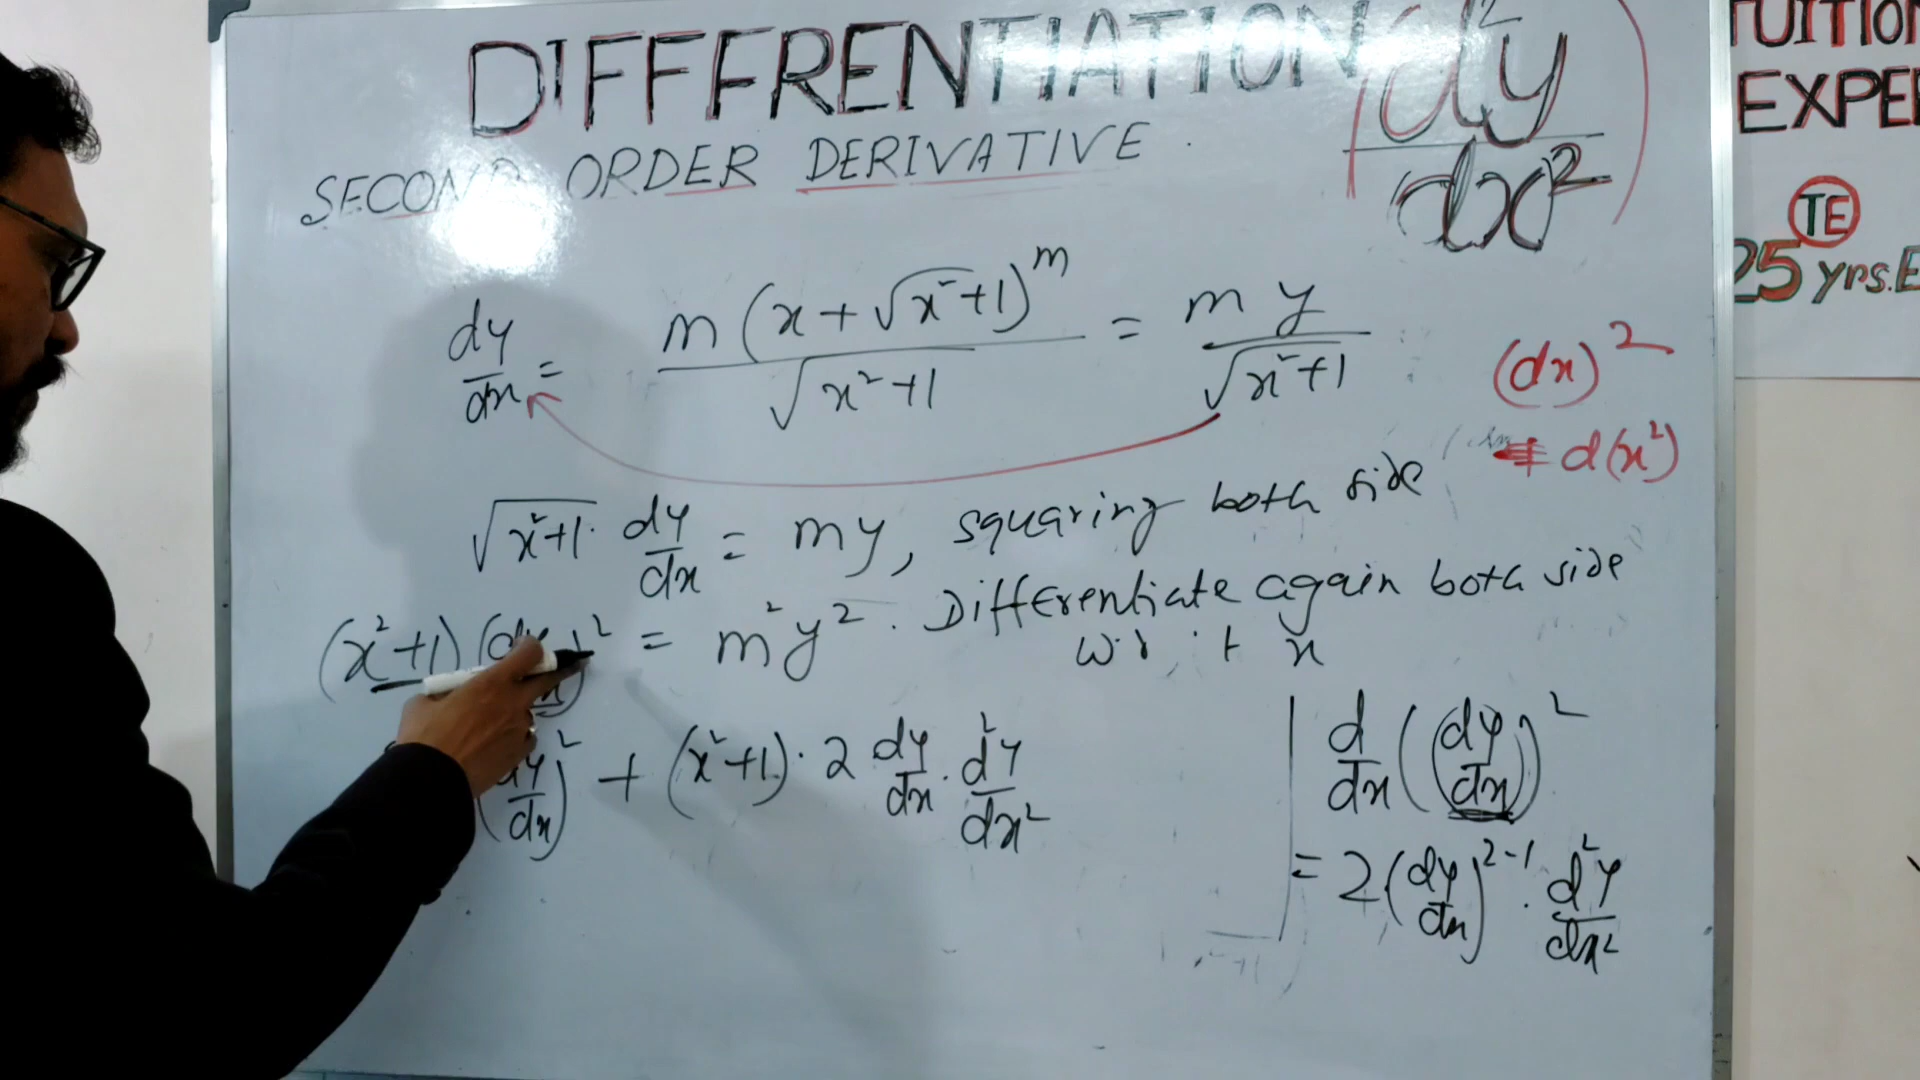 DIFFFRENTIATION
d²y/dx²
SECOND ORDER DERIVATIVE.
dy/dx = m(x+√x²+1)^m / √x²+1 = my / √x²+1
(dx)²
≠ d(x²)
√x²+1 · dy/dx = my, squaring both side
(x²+1) (dy/dx)² = m²y². Differentiate again both side
w.r.t x
(dy/dx)² + (x²+1)·2 dy/dx · d²y/dx²
d/dx ((dy/dx))²
= 2(dy/dx)^2-1 · d²y/dx²
TUITION
EXPE
TE
25 yrs.E